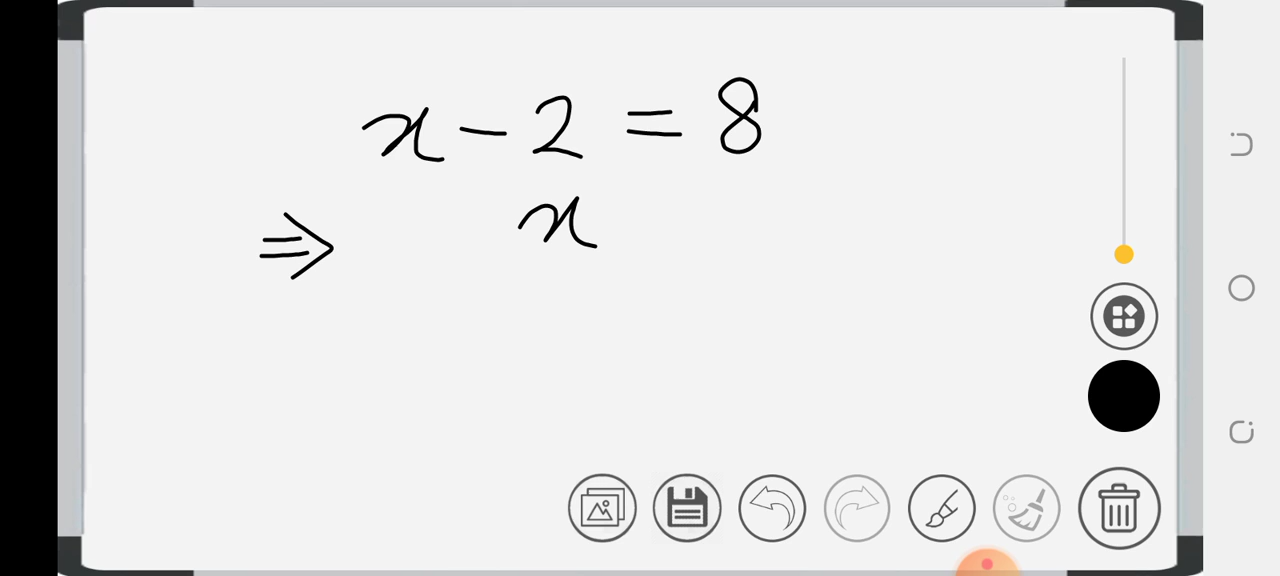 x - 2 = 8
⇒ x